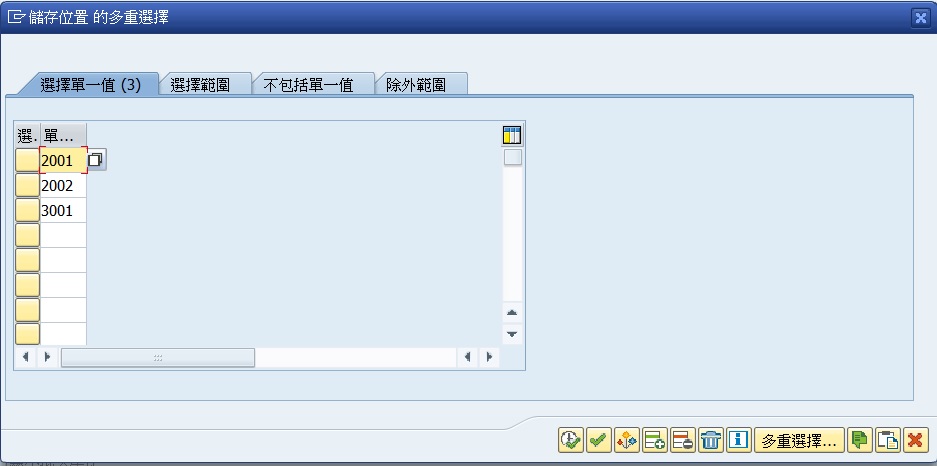 儲存位置 的多重選擇
選擇單一值 (3) 選擇範圍 不包括單一值 除外範圍
選. 單...
2001
2002
3001
多重選擇...